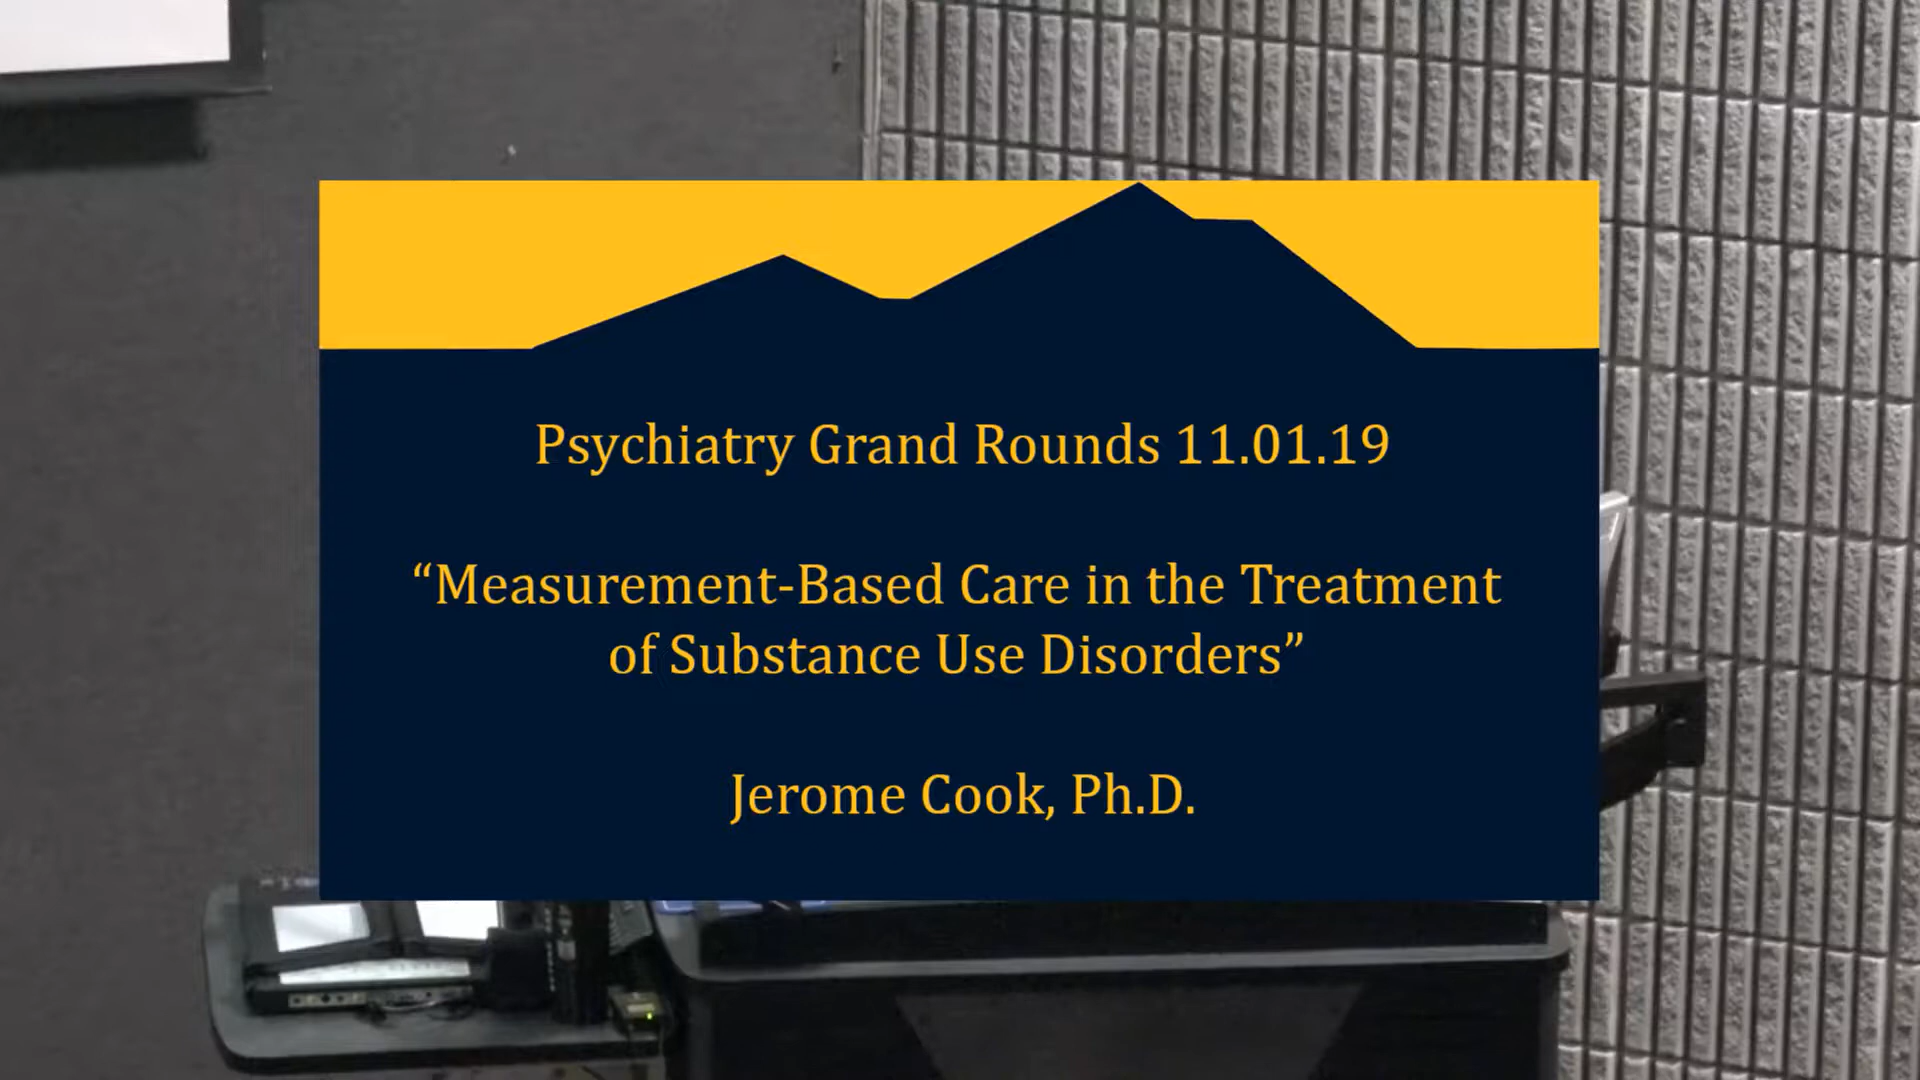 Psychiatry Grand Rounds 11.01.19
“Measurement-Based Care in the Treatment
of Substance Use Disorders”
Jerome Cook, Ph.D.